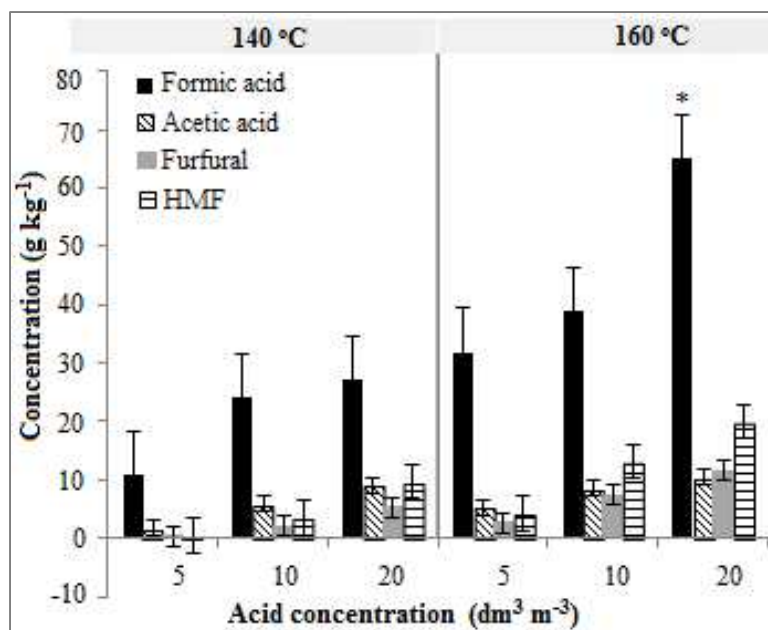 140 °C 160 °C
80
70
60
50
40
30
20
10
0
-10
Concentration (g kg⁻¹)
Formic acid
Acetic acid
Furfural
HMF
*
5 10 20 5 10 20
Acid concentration (dm³ m⁻³)